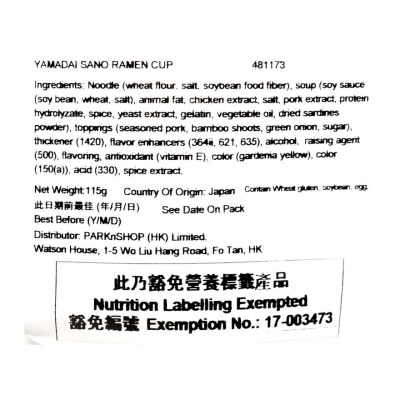 YAMADAI SANO RAMEN CUP 481173
Ingredients: Noodle (wheat flour, salt, soybean food fiber), soup (soy sauce
(soy bean, wheat, salt), animal fat, chicken extract, salt, pork extract, protein
hydrolyzate, spice, yeast extract, gelatin, vegetable oil, dried sardines
powder), toppings (seasoned pork, bamboo shoots, green onion, sugar),
thickener (1420), flavor enhancers (364ii, 621, 635), alcohol, raising agent
(500), flavoring, antioxidant (vitamin E), color (gardenia yellow), color
(150(a)), acid (330), spice extract.
Net Weight:115g Country Of Origin: Japan Contain Wheat gluten, soybean, egg.
此日期前最佳 (年/月/日) See Date On Pack
Best Before (Y/M/D)
Distributor: PARKnSHOP (HK) Limited.
Watson House, 1-5 Wo Liu Hang Road, Fo Tan, HK
此乃豁免營養標籤產品
Nutrition Labelling Exempted
豁免編號 Exemption No.: 17-003473